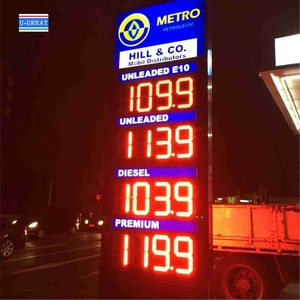 U-GREAT
METRO
PETROLEUM
HILL & CO.
Mobil Distributors
UNLEADED E10
109.9
UNLEADED
113.9
DIESEL
103.9
PREMIUM
119.9